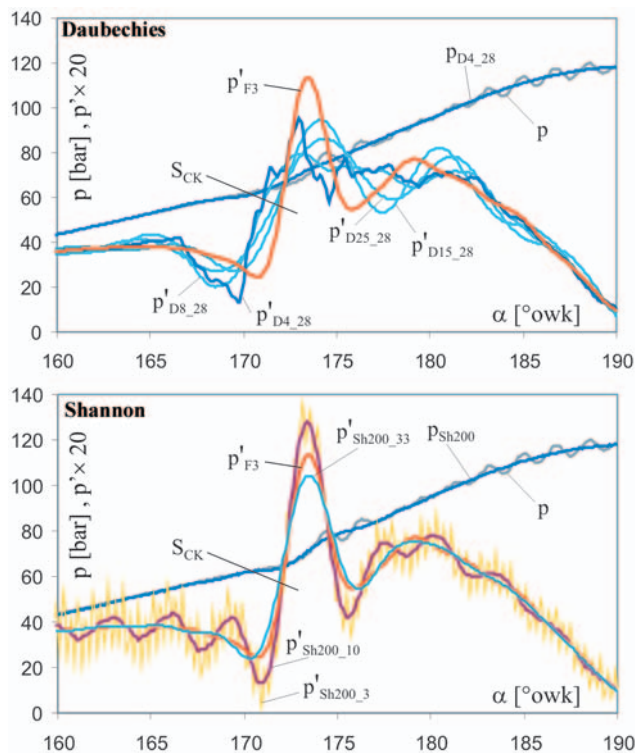 Daubechies
p [bar] , p'× 20
140
120
100
80
60
40
20
0
p'F3
SCK
pD4_28
p
p'D25_28
p'D15_28
p'D8_28
p'D4_28
α [°owk]
160 165 170 175 180 185 190
Shannon
p [bar] , p'× 20
140
120
100
80
60
40
20
0
p'F3
p'Sh200_33
pSh200
p
SCK
p'Sh200_10
p'Sh200_3
α [°owk]
160 165 170 175 180 185 190